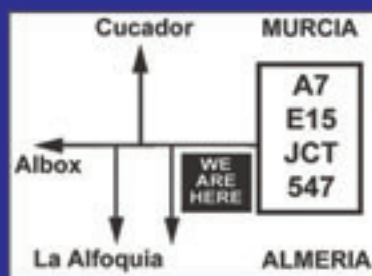 Cucador
MURCIA
A7
E15
JCT
547
Albox
WE
ARE
HERE
La Alfoquia
ALMERIA